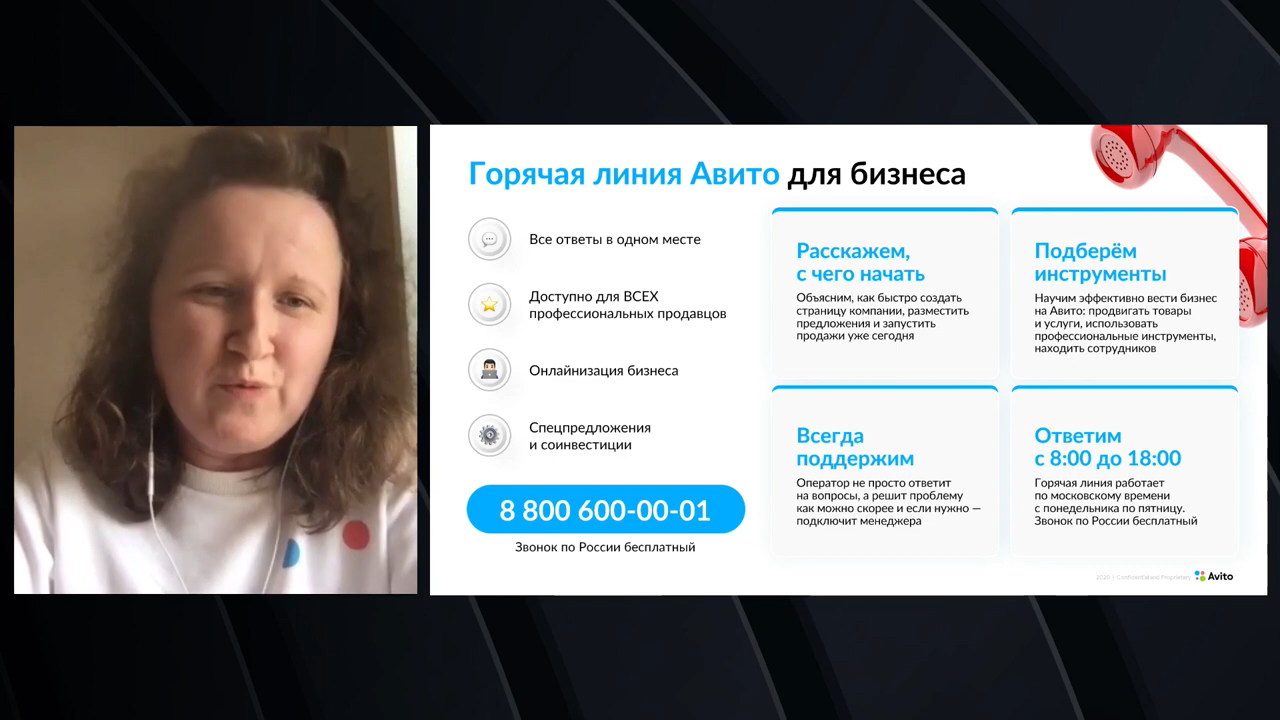 Горячая линия Авито для бизнеса
Все ответы в одном месте
Доступно для ВСЕХ
профессиональных продавцов
Онлайнизация бизнеса
Спецпредложения
и соинвестиции
8 800 600-00-01
Звонок по России бесплатный
Расскажем,
с чего начать
Объясним, как быстро создать
страницу компании, разместить
предложения и запустить
продажи уже сегодня
Подберём
инструменты
Научим эффективно вести бизнес
на Авито: продвигать товары
и услуги, использовать
профессиональные инструменты,
находить сотрудников
Всегда
поддержим
Оператор не просто ответит
на вопросы, а решит проблему
как можно скорее и если нужно —
подключит менеджера
Ответим
с 8:00 до 18:00
Горячая линия работает
по московскому времени
с понедельника по пятницу.
Звонок по России бесплатный
Avito